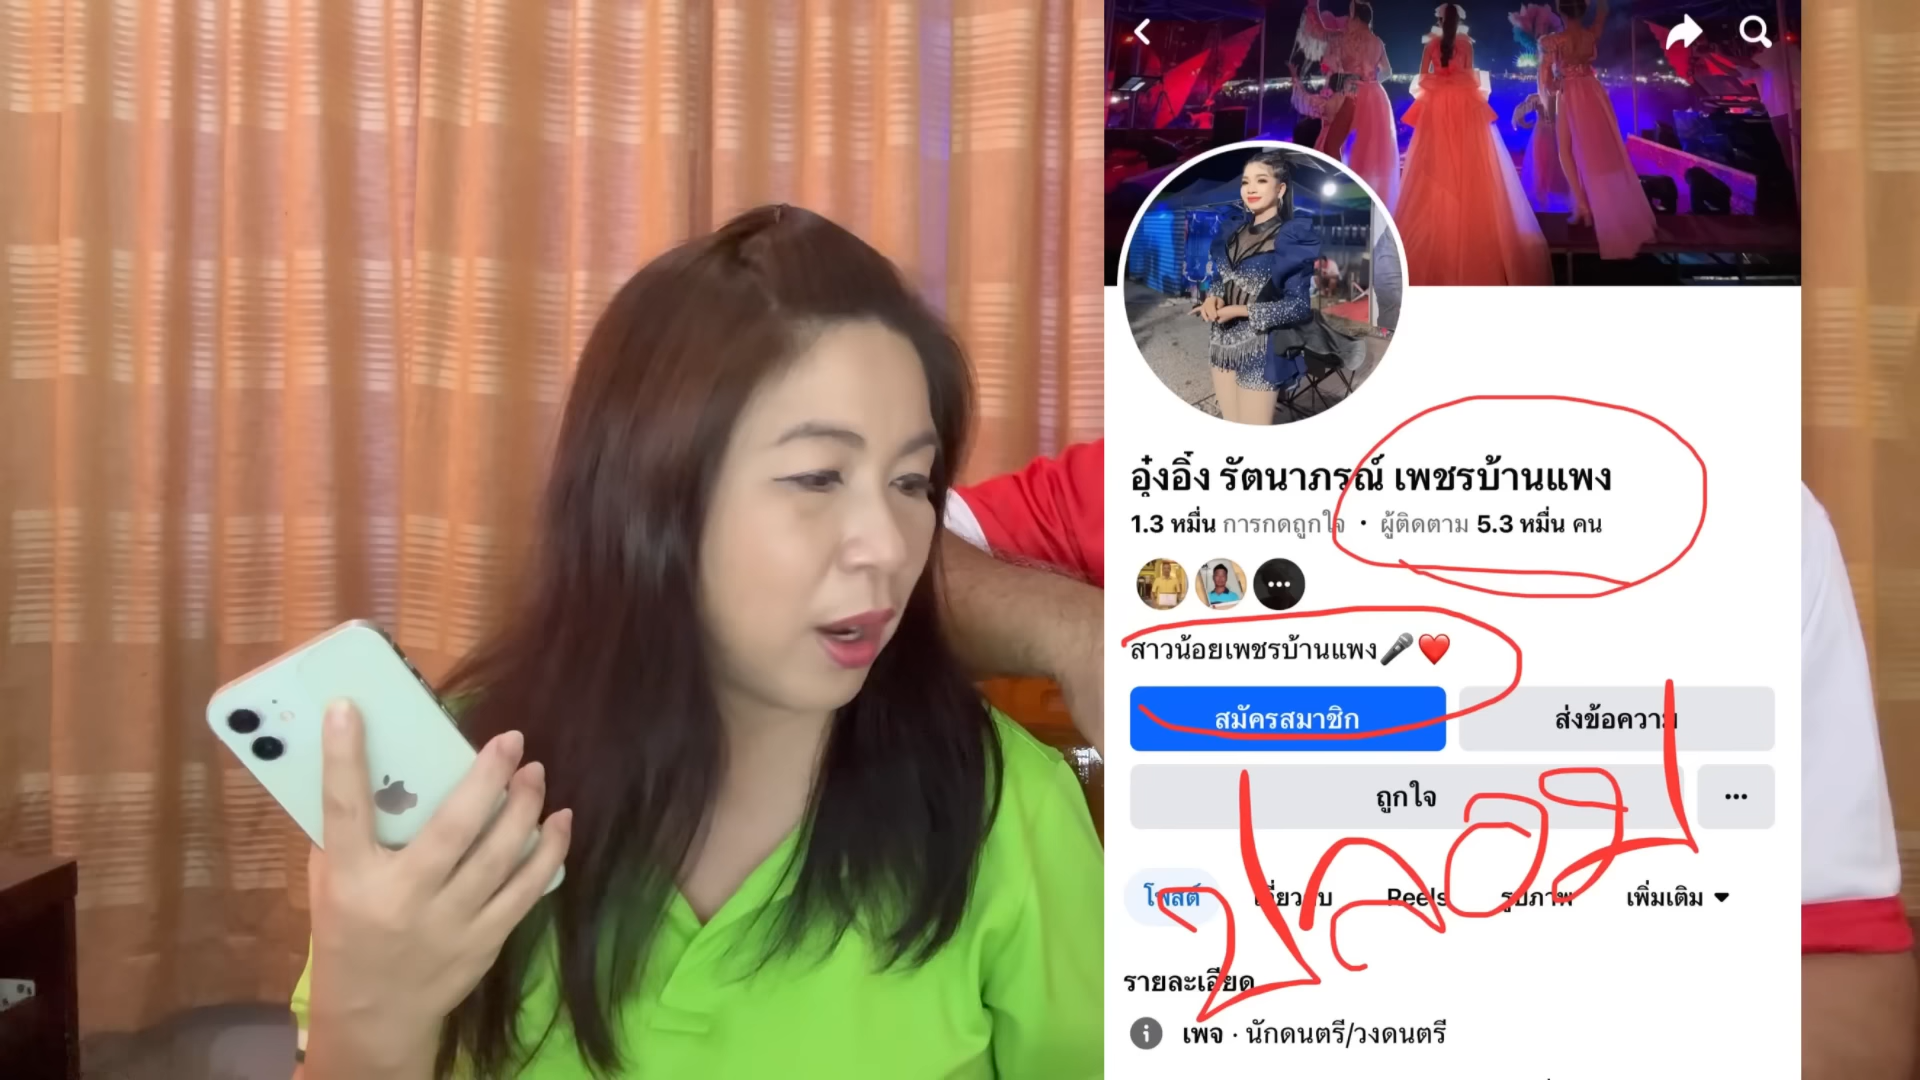 อุ๋งอิ๋ง รัตนาภรณ์ เพชรบ้านแพง
1.3 หมื่น การกดถูกใจ · ผู้ติดตาม 5.3 หมื่น คน
สาวน้อยเพชรบ้านแพง🎤❤️
สมัครสมาชิก
ส่งข้อความ
ถูกใจ
ปลอม
โพสต์
เกี่ยวกับ
Reels
รูปภาพ
เพิ่มเติม
รายละเอียด
เพจ · นักดนตรี/วงดนตรี